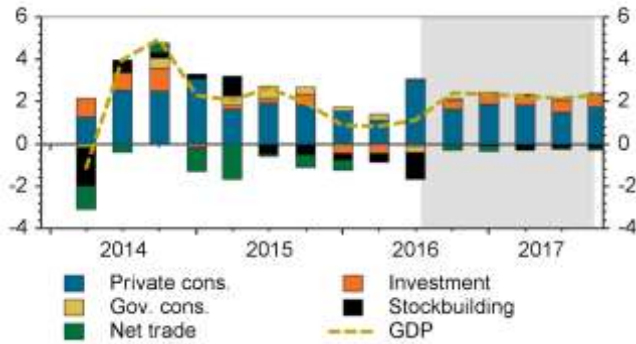 6 6
4 4
2 2
0 0
-2 -2
-4 -4
2014 2015 2016 2017
Private cons. Investment
Gov. cons. Stockbuilding
Net trade GDP